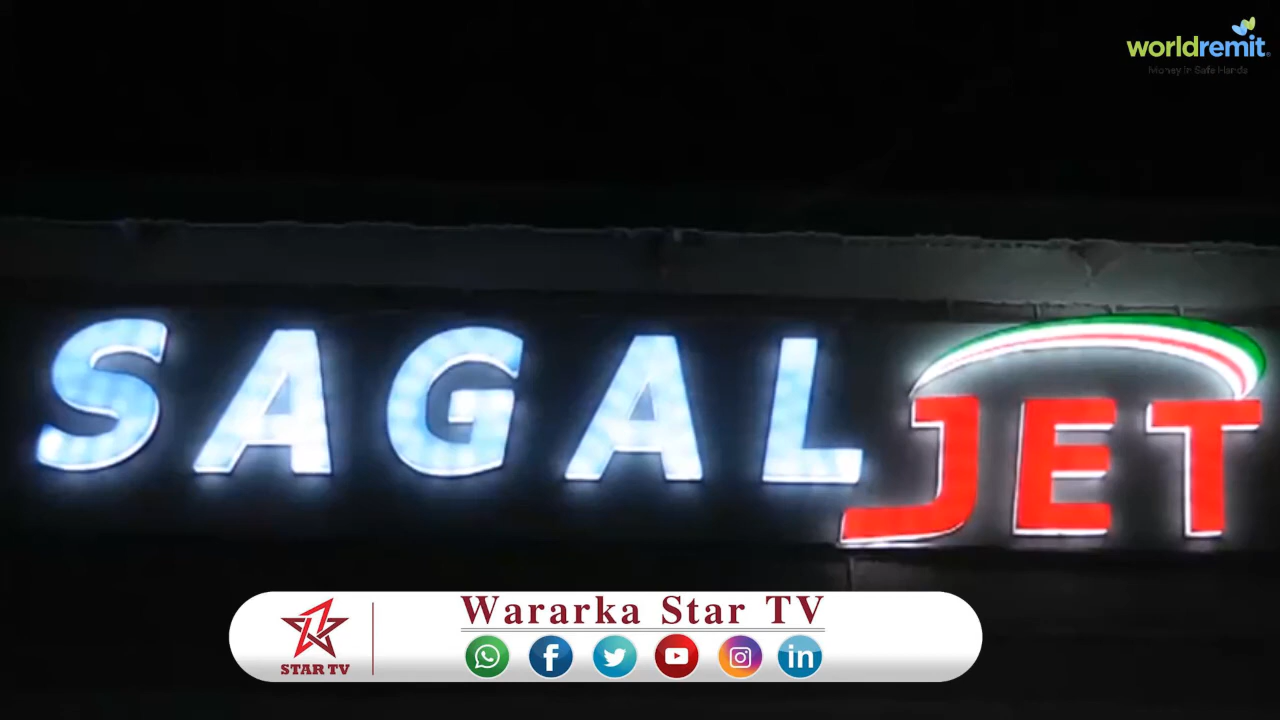 worldremit
Money in Safe Hands
SAGAL JET
Wararka Star TV
STAR TV